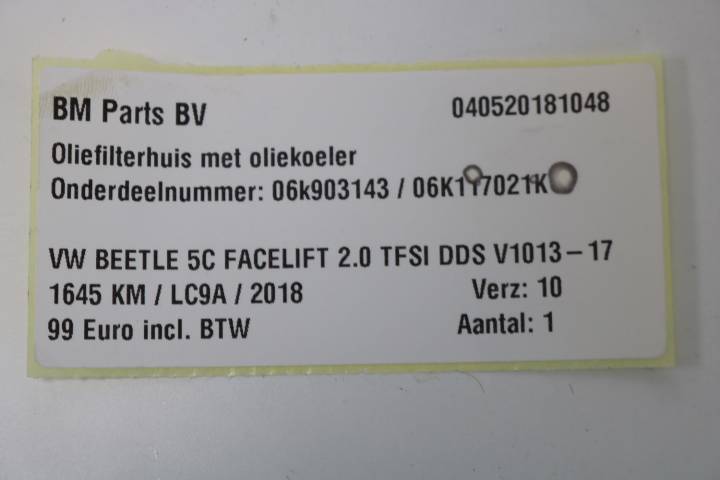 BM Parts BV 040520181048
Oliefilterhuis met oliekoeler
Onderdeelnummer: 06k903143 / 06K117021K
VW BEETLE 5C FACELIFT 2.0 TFSI DDS V1013-17
1645 KM / LC9A / 2018 Verz: 10
99 Euro incl. BTW Aantal: 1